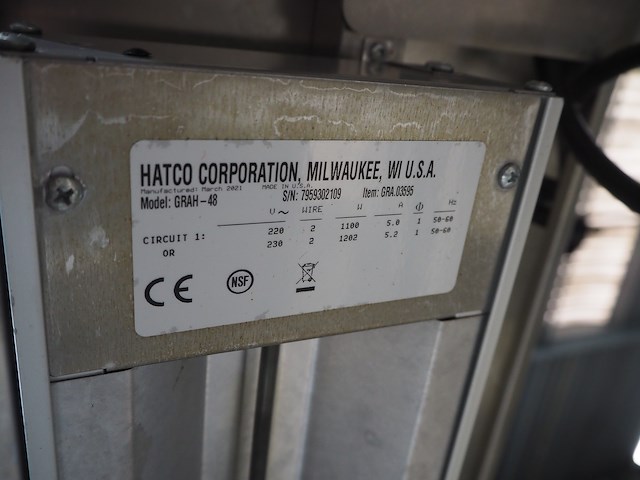 HATCO CORPORATION, MILWAUKEE, WI U.S.A.
Manufactured: March 2021 MADE IN U.S.A.
Model: GRAH-48 S/N: 7959302109 Item: GRA.03595
V~ WIRE W A Φ Hz
CIRCUIT 1: 220 2 1100 5.0 1 50-60
OR 230 2 1202 5.2 1 50-60
CE NSF